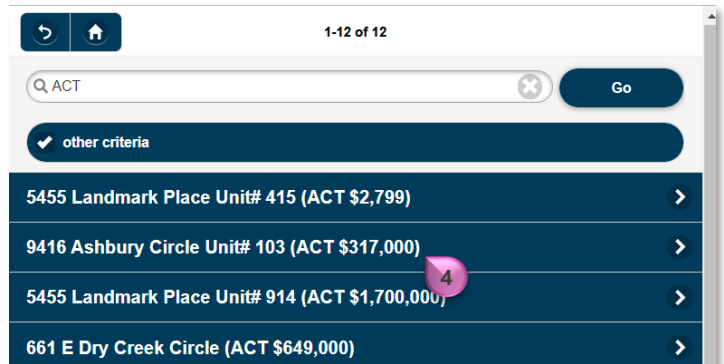 1-12 of 12
ACT
Go
other criteria
5455 Landmark Place Unit# 415 (ACT $2,799)
9416 Ashbury Circle Unit# 103 (ACT $317,000)
4
5455 Landmark Place Unit# 914 (ACT $1,700,000)
661 E Dry Creek Circle (ACT $649,000)